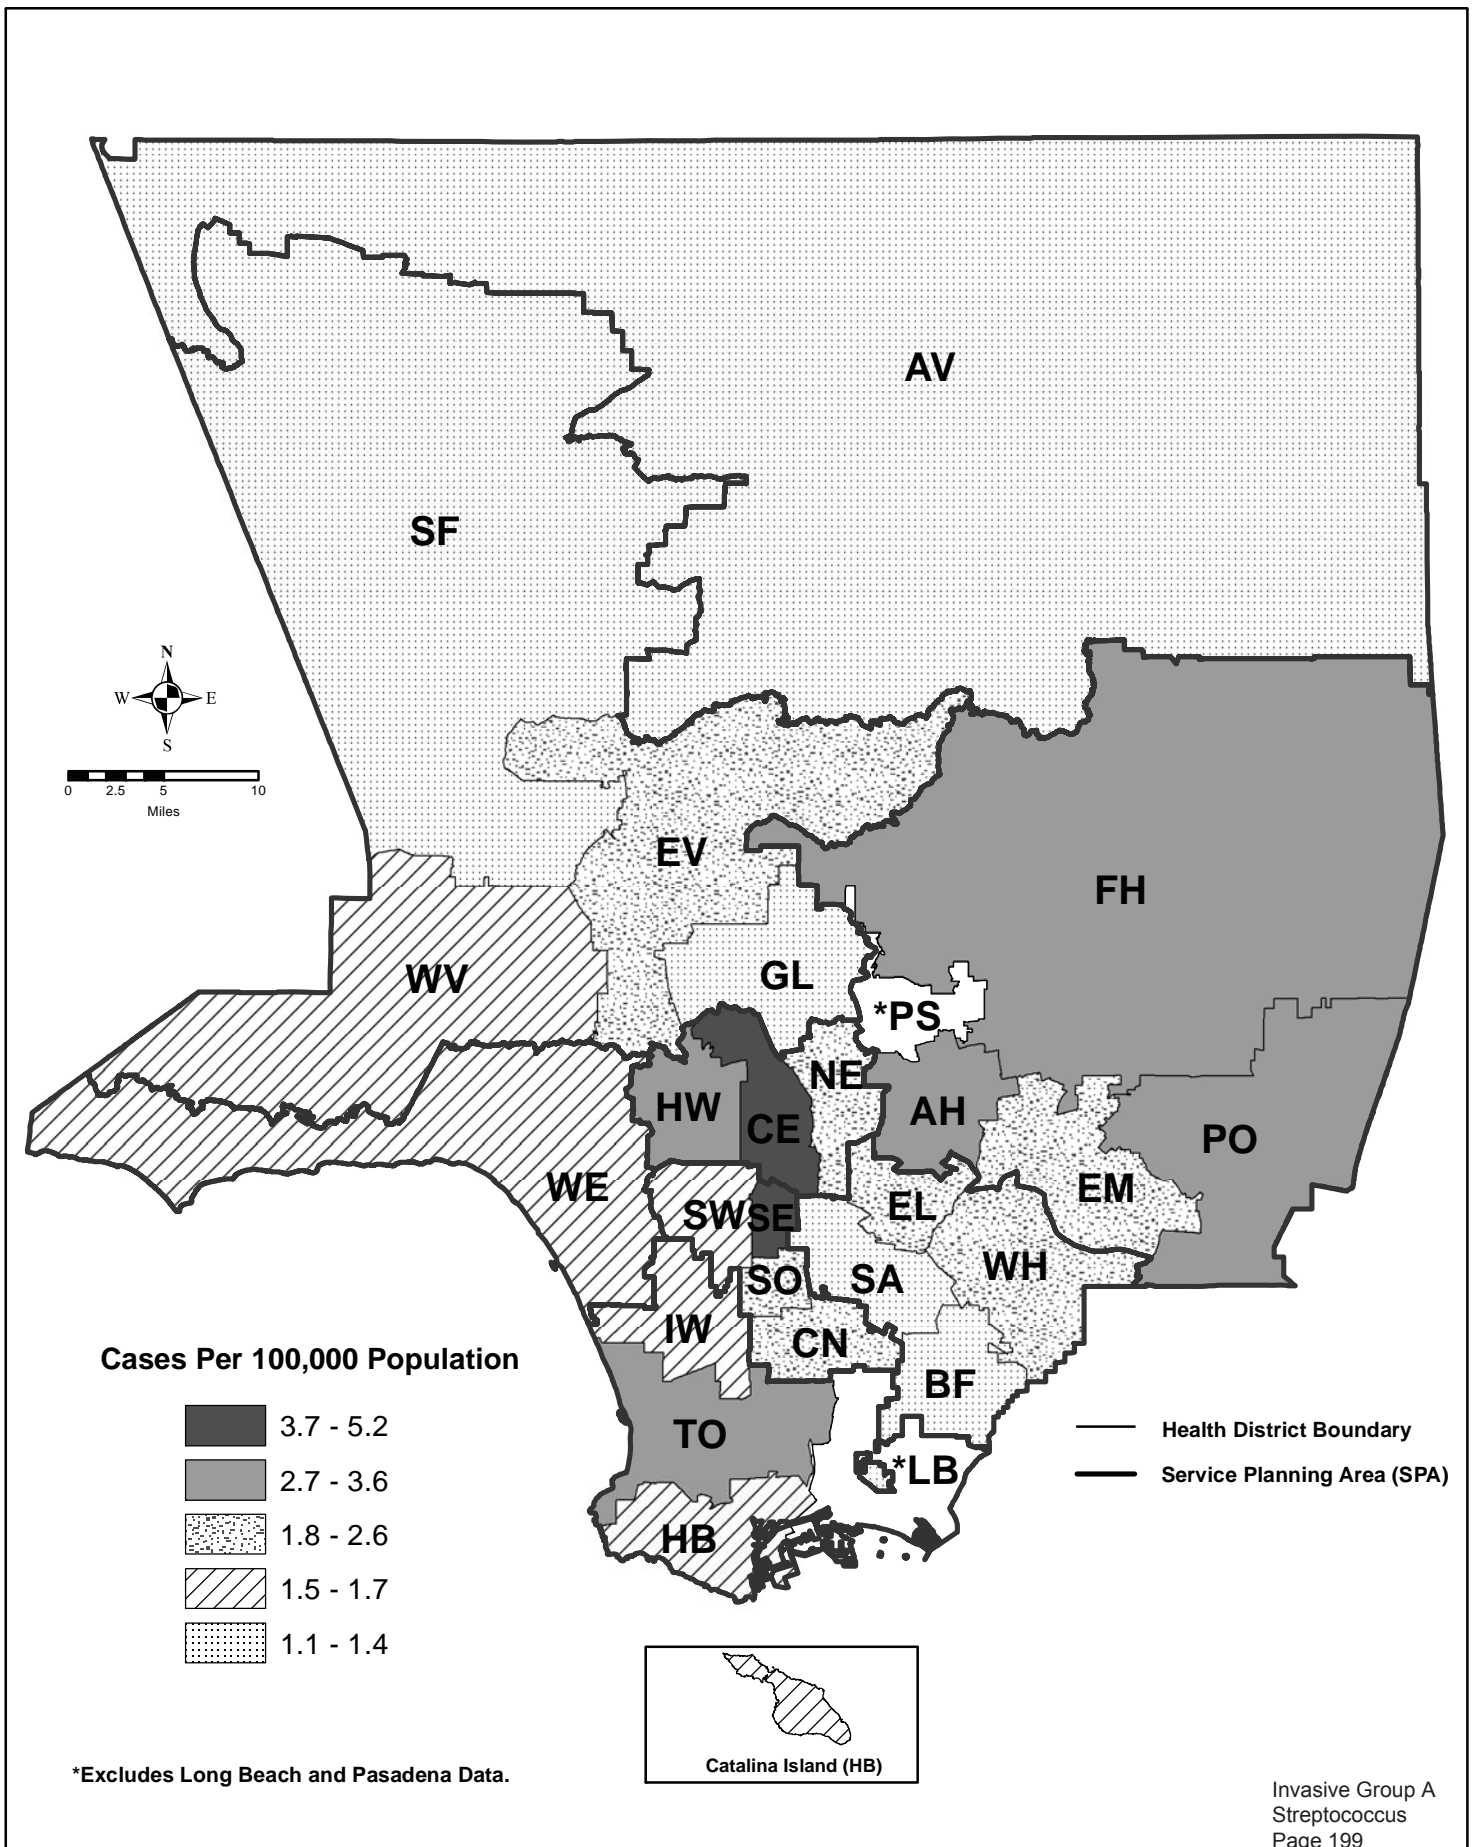 AV
SF
N
W E
S
0 2.5 5 10
Miles
EV
FH
WV
GL
*PS
NE
HW
CE
AH
PO
WE
SW
SE
EL
EM
SO
SA
WH
IW
CN
BF
TO
*LB
HB
Cases Per 100,000 Population
3.7 - 5.2
2.7 - 3.6
1.8 - 2.6
1.5 - 1.7
1.1 - 1.4
Health District Boundary
Service Planning Area (SPA)
Catalina Island (HB)
*Excludes Long Beach and Pasadena Data.
Invasive Group A
Streptococcus
Page 199